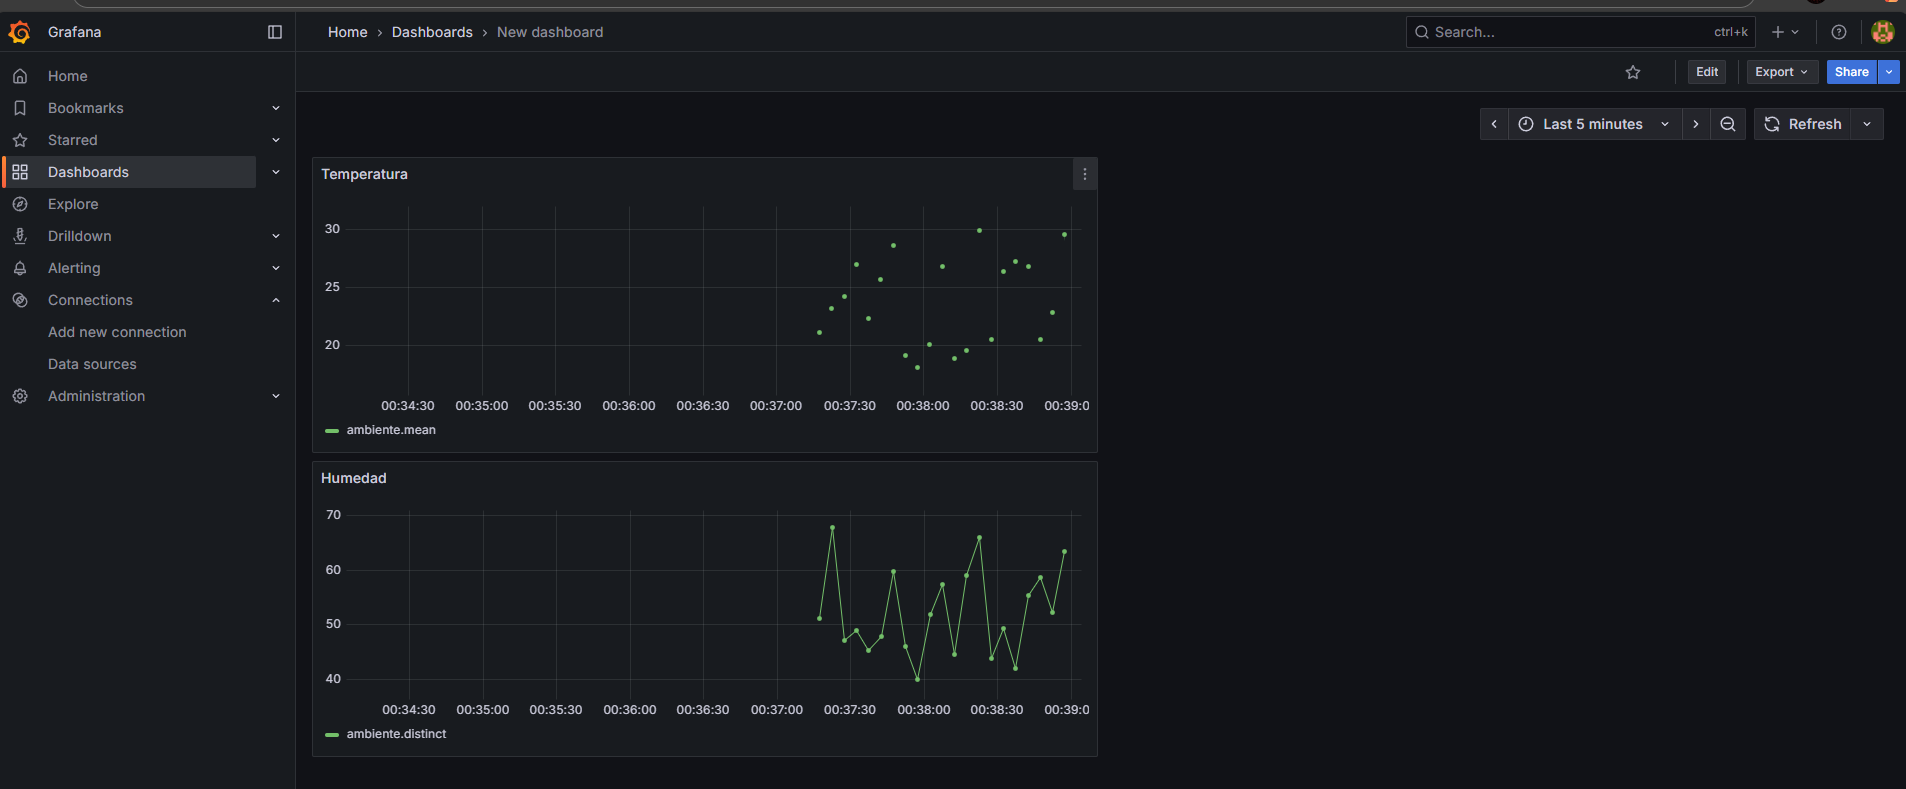 Grafana
Home › Dashboards › New dashboard
Search... ctrl+k
Edit Export Share
Home
Bookmarks
Starred
Dashboards
Explore
Drilldown
Alerting
Connections
Add new connection
Data sources
Administration
Last 5 minutes Refresh
Temperatura
30
25
20
00:34:30 00:35:00 00:35:30 00:36:00 00:36:30 00:37:00 00:37:30 00:38:00 00:38:30 00:39:0
ambiente.mean
Humedad
70
60
50
40
00:34:30 00:35:00 00:35:30 00:36:00 00:36:30 00:37:00 00:37:30 00:38:00 00:38:30 00:39:0
ambiente.distinct